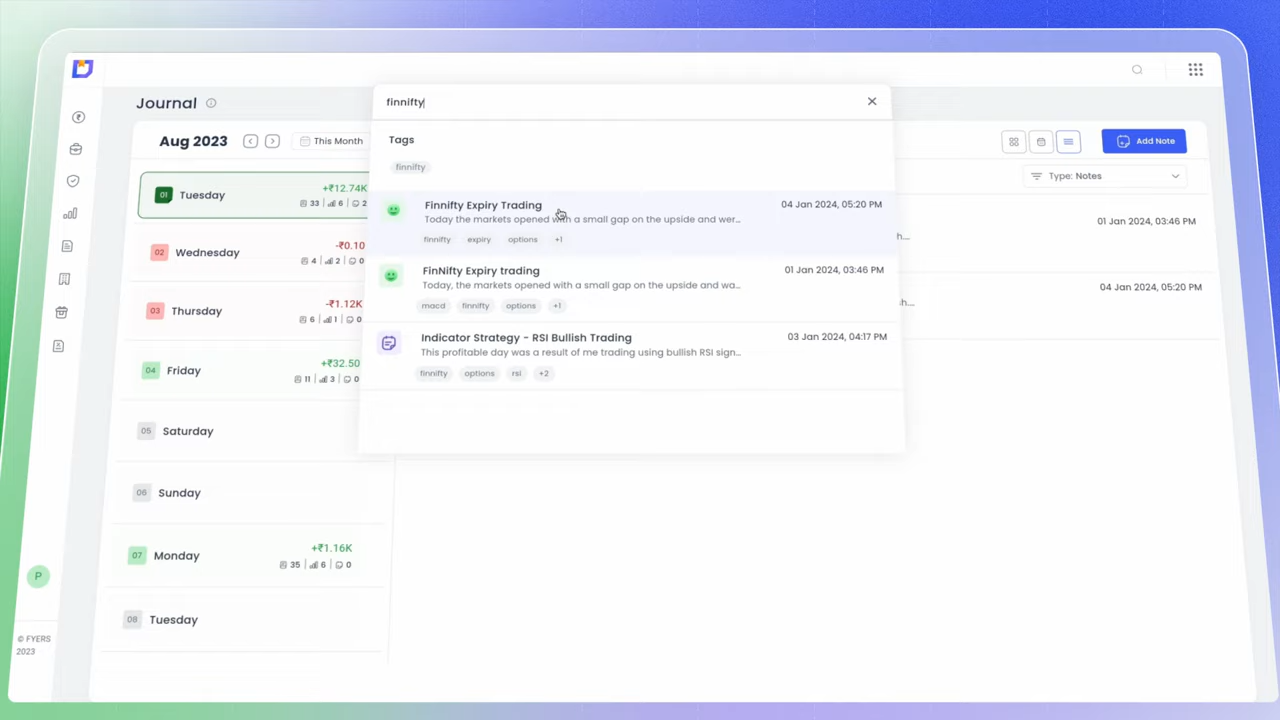 Journal
Aug 2023
This Month
01 Tuesday
+₹12.74K
33 6 2
02 Wednesday
-₹0.10
4 2 0
03 Thursday
-₹1.12K
6 1 0
04 Friday
+₹32.50
11 3 0
05 Saturday
06 Sunday
07 Monday
+₹1.16K
35 6 0
08 Tuesday
P
© FYERS
2023
finnifty
Tags
finnifty
Finnifty Expiry Trading
04 Jan 2024, 05:20 PM
Today the markets opened with a small gap on the upside and wer...
finnifty expiry options +1
FinNifty Expiry trading
01 Jan 2024, 03:46 PM
Today, the markets opened with a small gap on the upside and wa...
macd finnifty options +1
Indicator Strategy - RSI Bullish Trading
03 Jan 2024, 04:17 PM
This profitable day was a result of me trading using bullish RSI sign...
finnifty options rsi +2
Add Note
Type: Notes
01 Jan 2024, 03:46 PM
h....
04 Jan 2024, 05:20 PM
h...